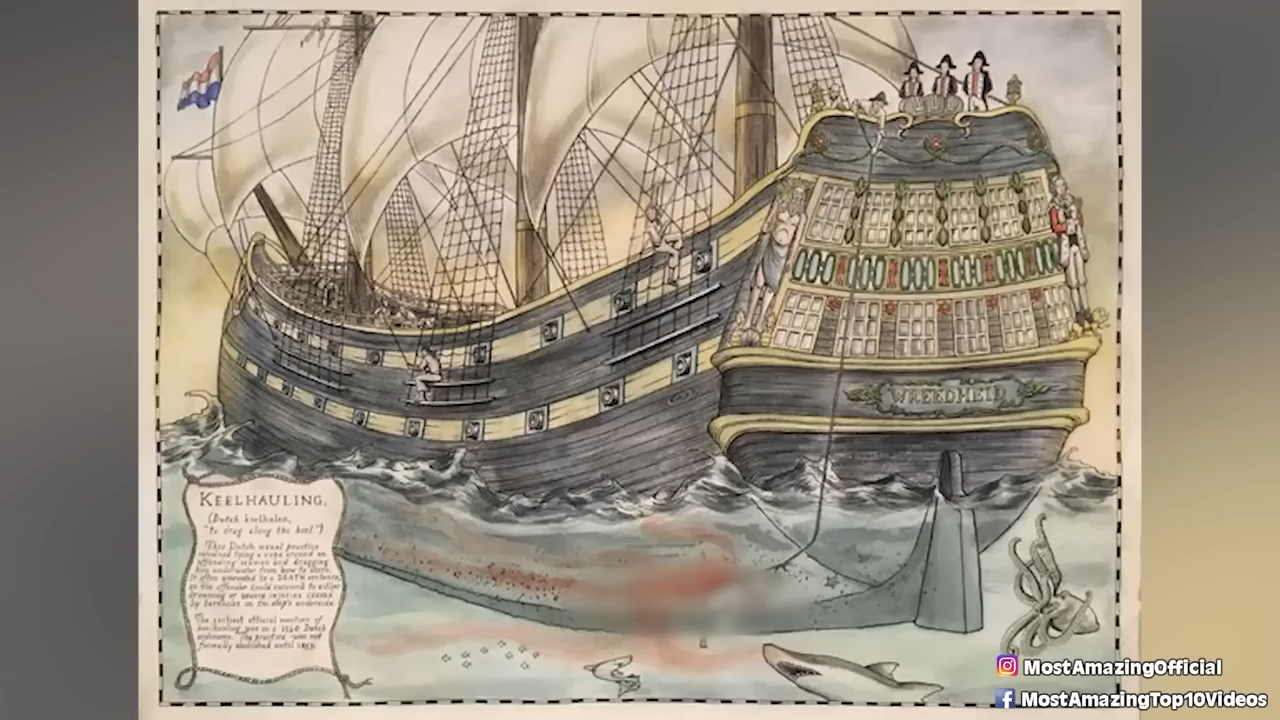 WREEDHEID
KEELHAULING.
(Dutch kielhalen,
"to drag along the keel")
This Dutch naval practice
involved tying a rope around an
offending seaman and dragging
him underwater from bow to stern.
It often amounted to a DEATH sentence,
as the offender could succumb to either
drowning or severe injuries caused
by barnacles on the ship's underside.
The earliest official mention of
keelhauling was in a 1560 Dutch
ordinance. The practice was not
formally abolished until 1853.
MostAmazingOfficial
MostAmazingTop10Videos